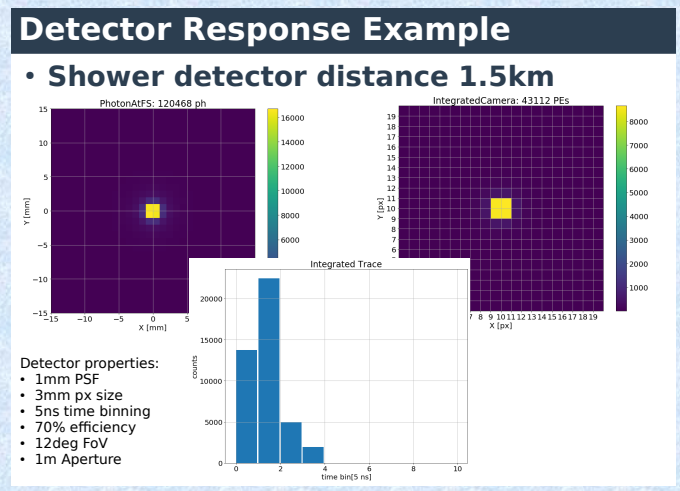 Detector Response Example
• Shower detector distance 1.5km
PhotonAtFS: 120468 ph
15
10
5
0
−5
−10
−15
Y [mm]
−15 −10 −5 0 5
X [mm]
16000
14000
12000
10000
8000
6000
IntegratedCamera: 43112 PEs
19
18
17
16
15
14
13
12
11
10
9
8
7
6
5
Y [px]
7 8 9 10 11 12 13 14 15 16 17 18 19
X [px]
8000
7000
6000
5000
4000
3000
2000
1000
Integrated Trace
20000
15000
10000
5000
0
counts
0 2 4 6 8 10
time bin[5 ns]
Detector properties:
• 1mm PSF
• 3mm px size
• 5ns time binning
• 70% efficiency
• 12deg FoV
• 1m Aperture